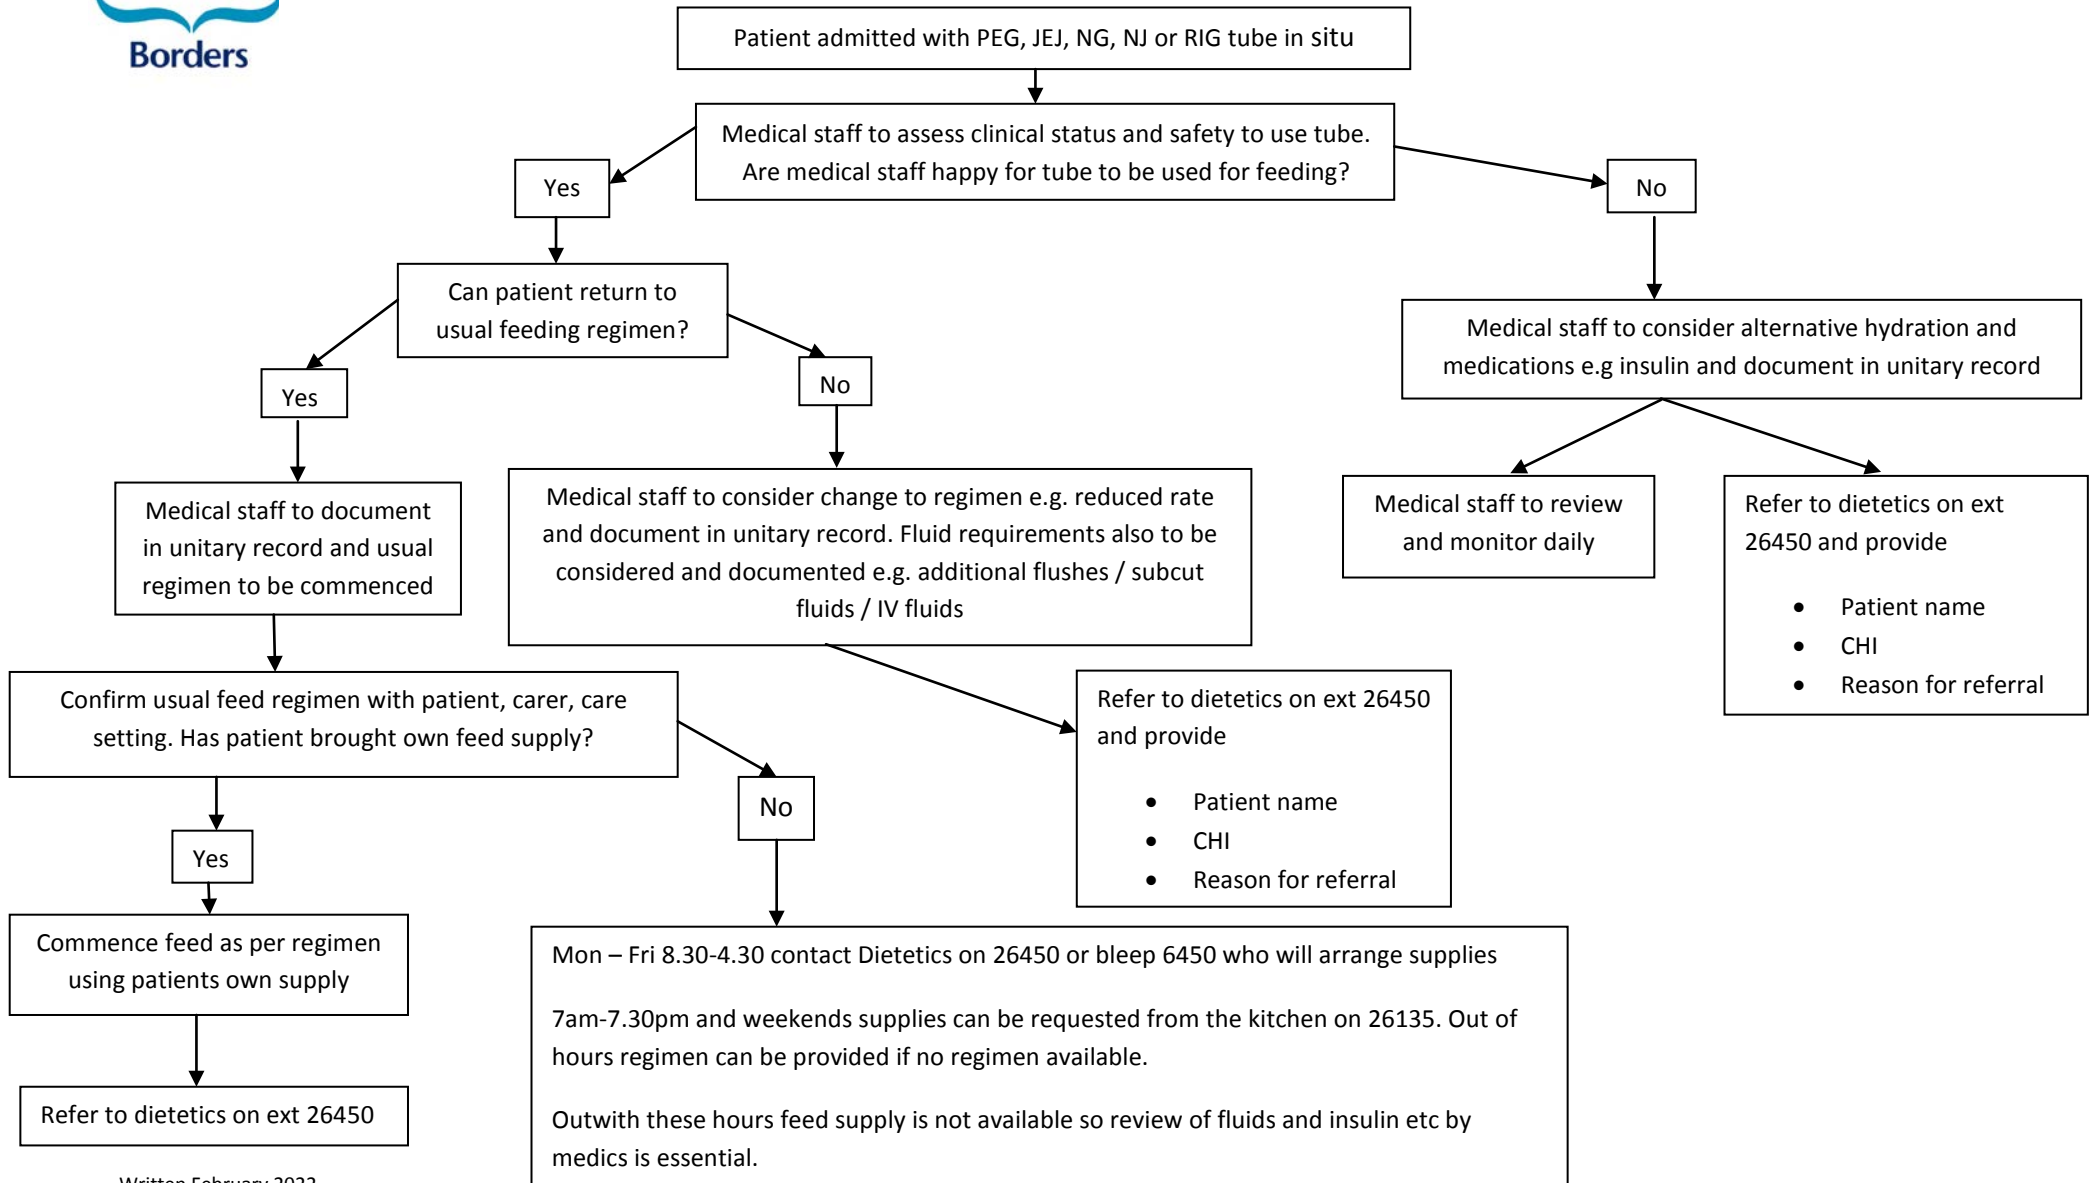 Borders
Patient admitted with PEG, JEJ, NG, NJ or RIG tube in situ
Medical staff to assess clinical status and safety to use tube.
Are medical staff happy for tube to be used for feeding?
Yes
No
Can patient return to
usual feeding regimen?
Medical staff to consider alternative hydration and
medications e.g insulin and document in unitary record
Yes
No
Medical staff to document
in unitary record and usual
regimen to be commenced
Medical staff to consider change to regimen e.g. reduced rate
and document in unitary record. Fluid requirements also to be
considered and documented e.g. additional flushes / subcut
fluids / IV fluids
Medical staff to review
and monitor daily
Refer to dietetics on ext
26450 and provide
• Patient name
• CHI
• Reason for referral
Confirm usual feed regimen with patient, carer, care
setting. Has patient brought own feed supply?
Refer to dietetics on ext 26450
and provide
• Patient name
• CHI
• Reason for referral
No
Yes
Commence feed as per regimen
using patients own supply
Refer to dietetics on ext 26450
Mon – Fri 8.30-4.30 contact Dietetics on 26450 or bleep 6450 who will arrange supplies
7am-7.30pm and weekends supplies can be requested from the kitchen on 26135. Out of
hours regimen can be provided if no regimen available.
Outwith these hours feed supply is not available so review of fluids and insulin etc by
medics is essential.
Written February